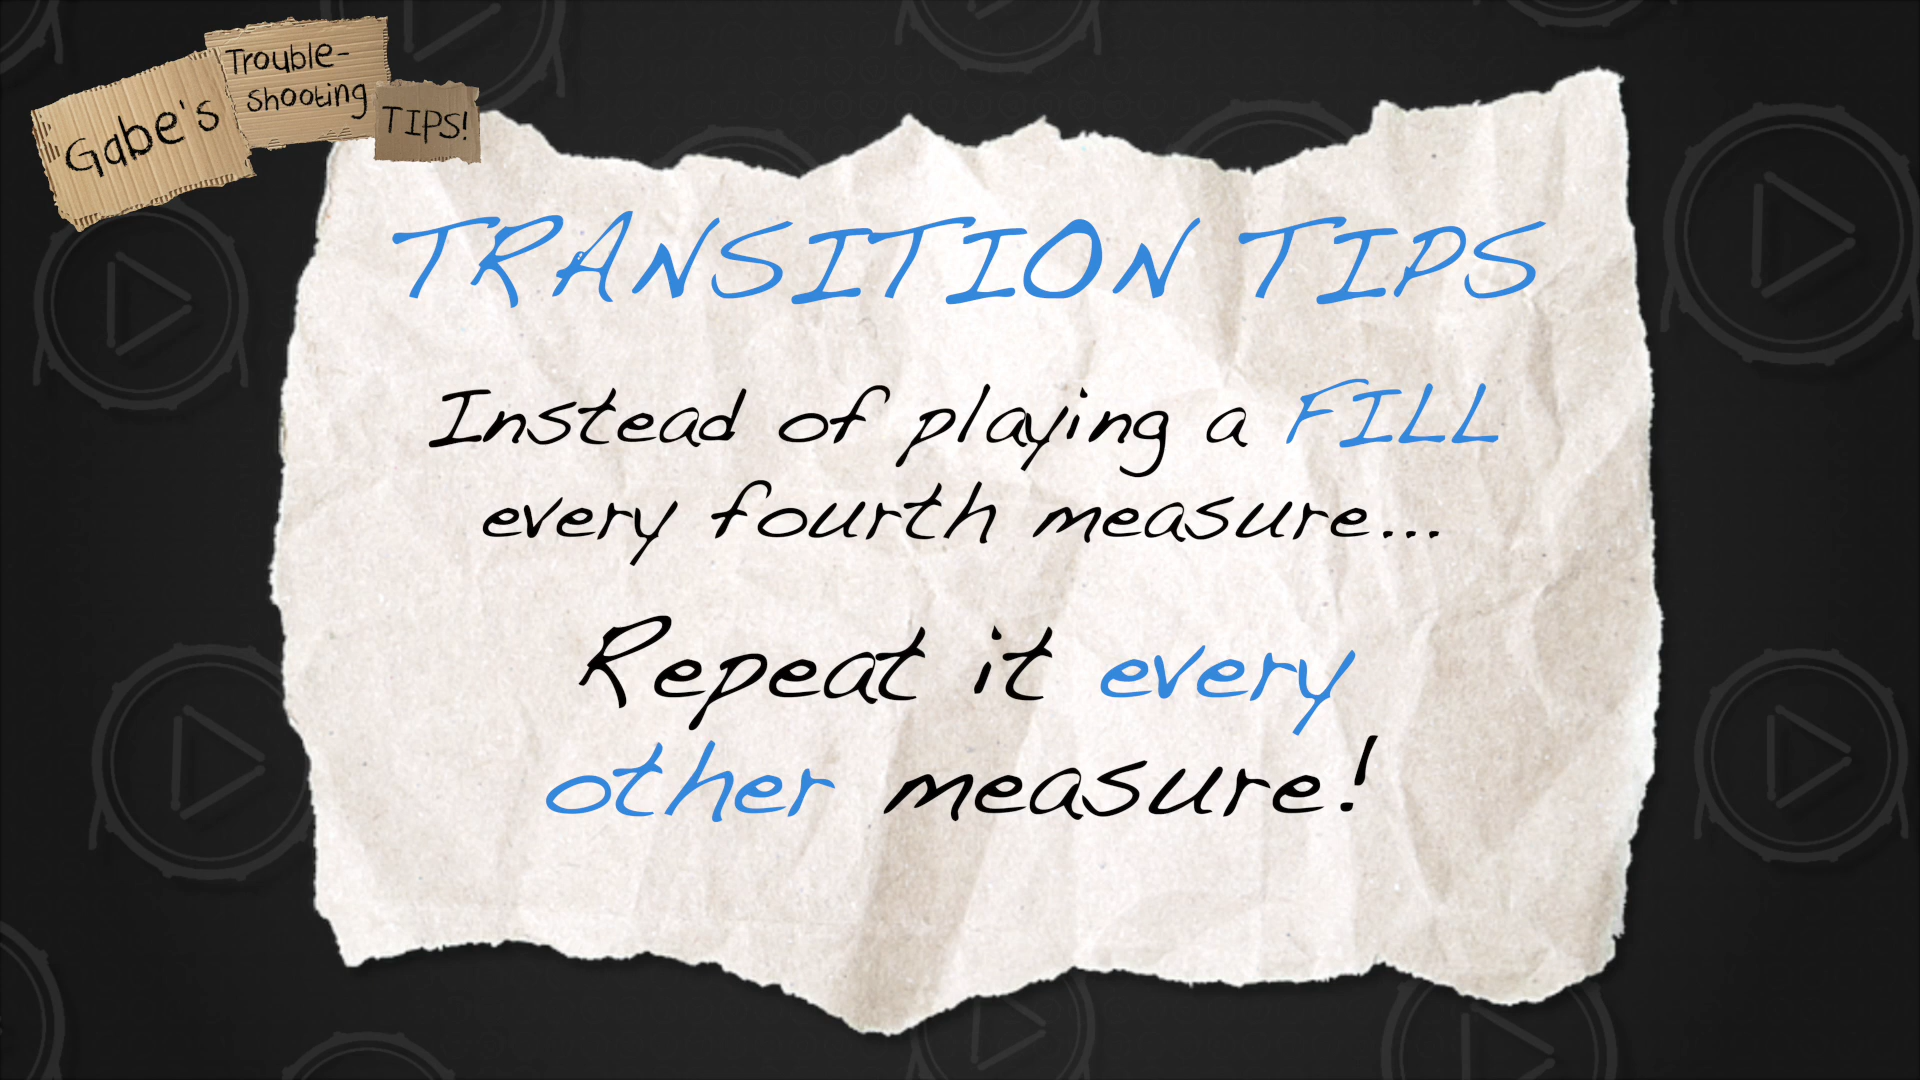 Gabe's
Trouble-
shooting
TIPS!
TRANSITION TIPS
Instead of playing a FILL
every fourth measure...
Repeat it every
other measure!